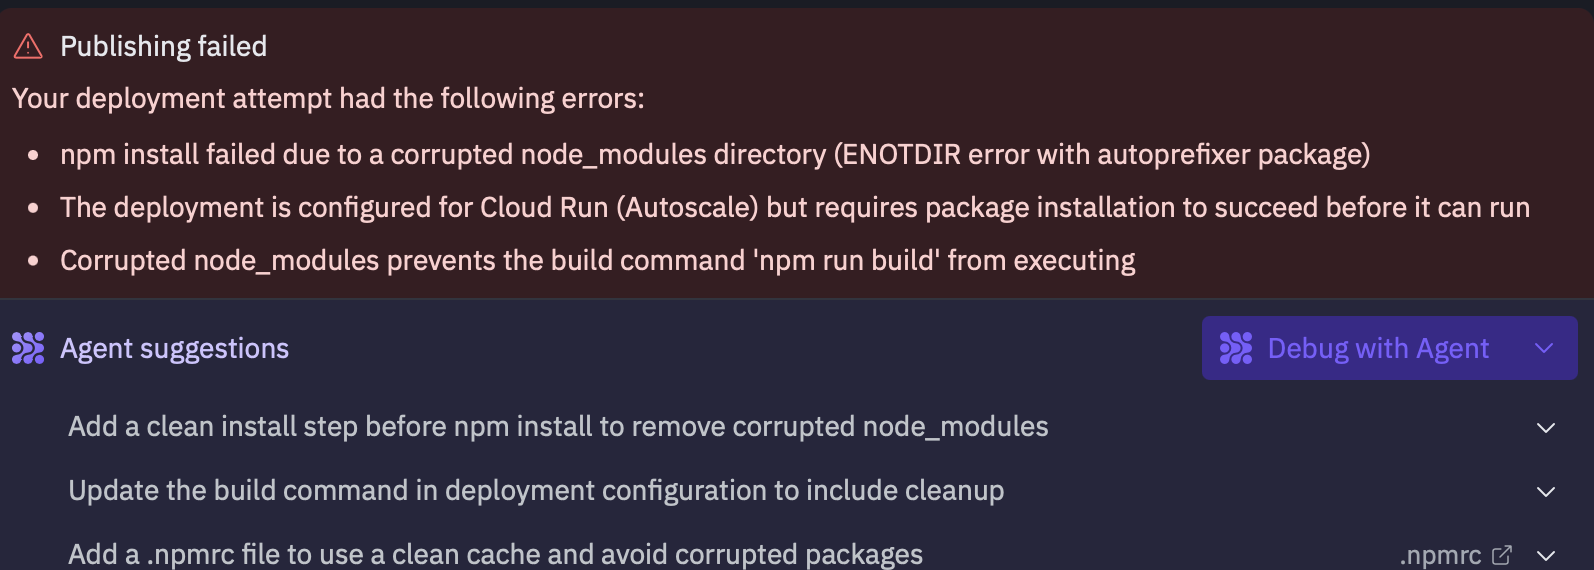 Publishing failed
Your deployment attempt had the following errors:
• npm install failed due to a corrupted node_modules directory (ENOTDIR error with autoprefixer package)
• The deployment is configured for Cloud Run (Autoscale) but requires package installation to succeed before it can run
• Corrupted node_modules prevents the build command 'npm run build' from executing
Agent suggestions
Debug with Agent
Add a clean install step before npm install to remove corrupted node_modules
Update the build command in deployment configuration to include cleanup
Add a .npmrc file to use a clean cache and avoid corrupted packages
.npmrc